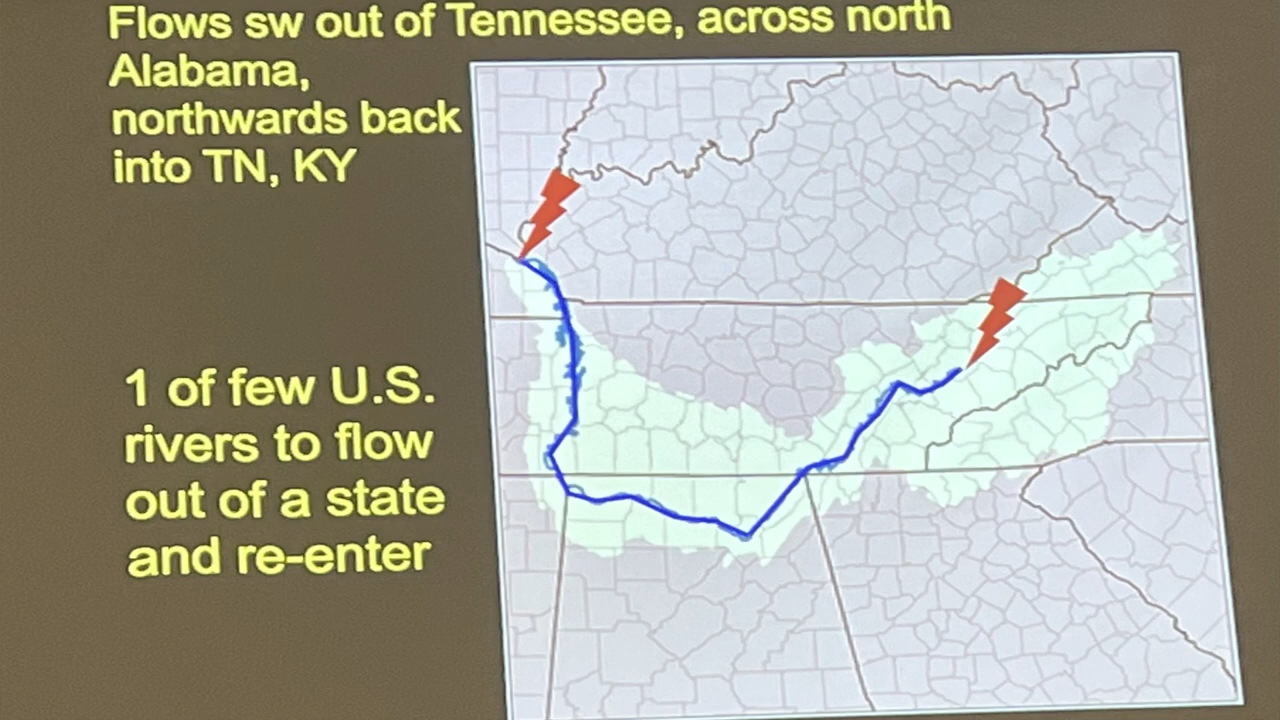 Flows sw out of Tennessee, across north
Alabama,
northwards back
into TN, KY
1 of few U.S.
rivers to flow
out of a state
and re-enter